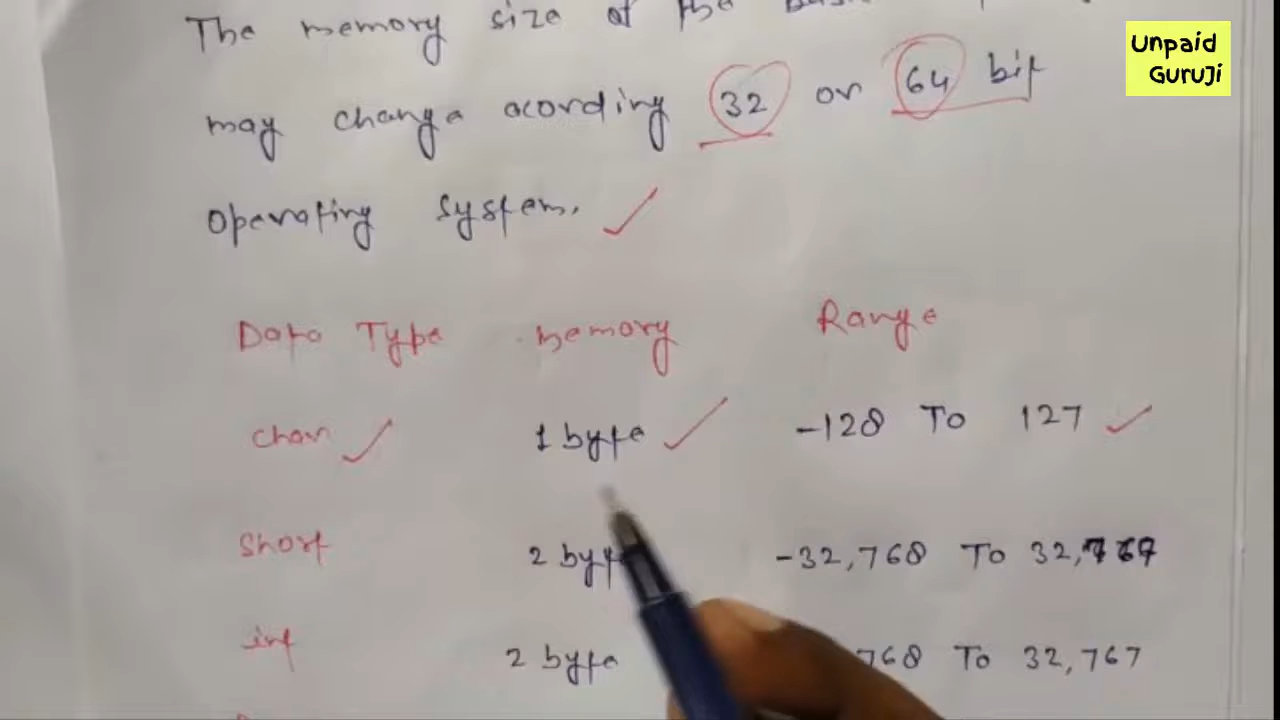 The memory size of the
Unpaid
Guruji
may change acording 32 or 64 bit
operating system.
Data Type memory Range
char 1 byte -128 To 127
short 2 byte -32,768 To 32,767
int 2 byte 768 To 32,767